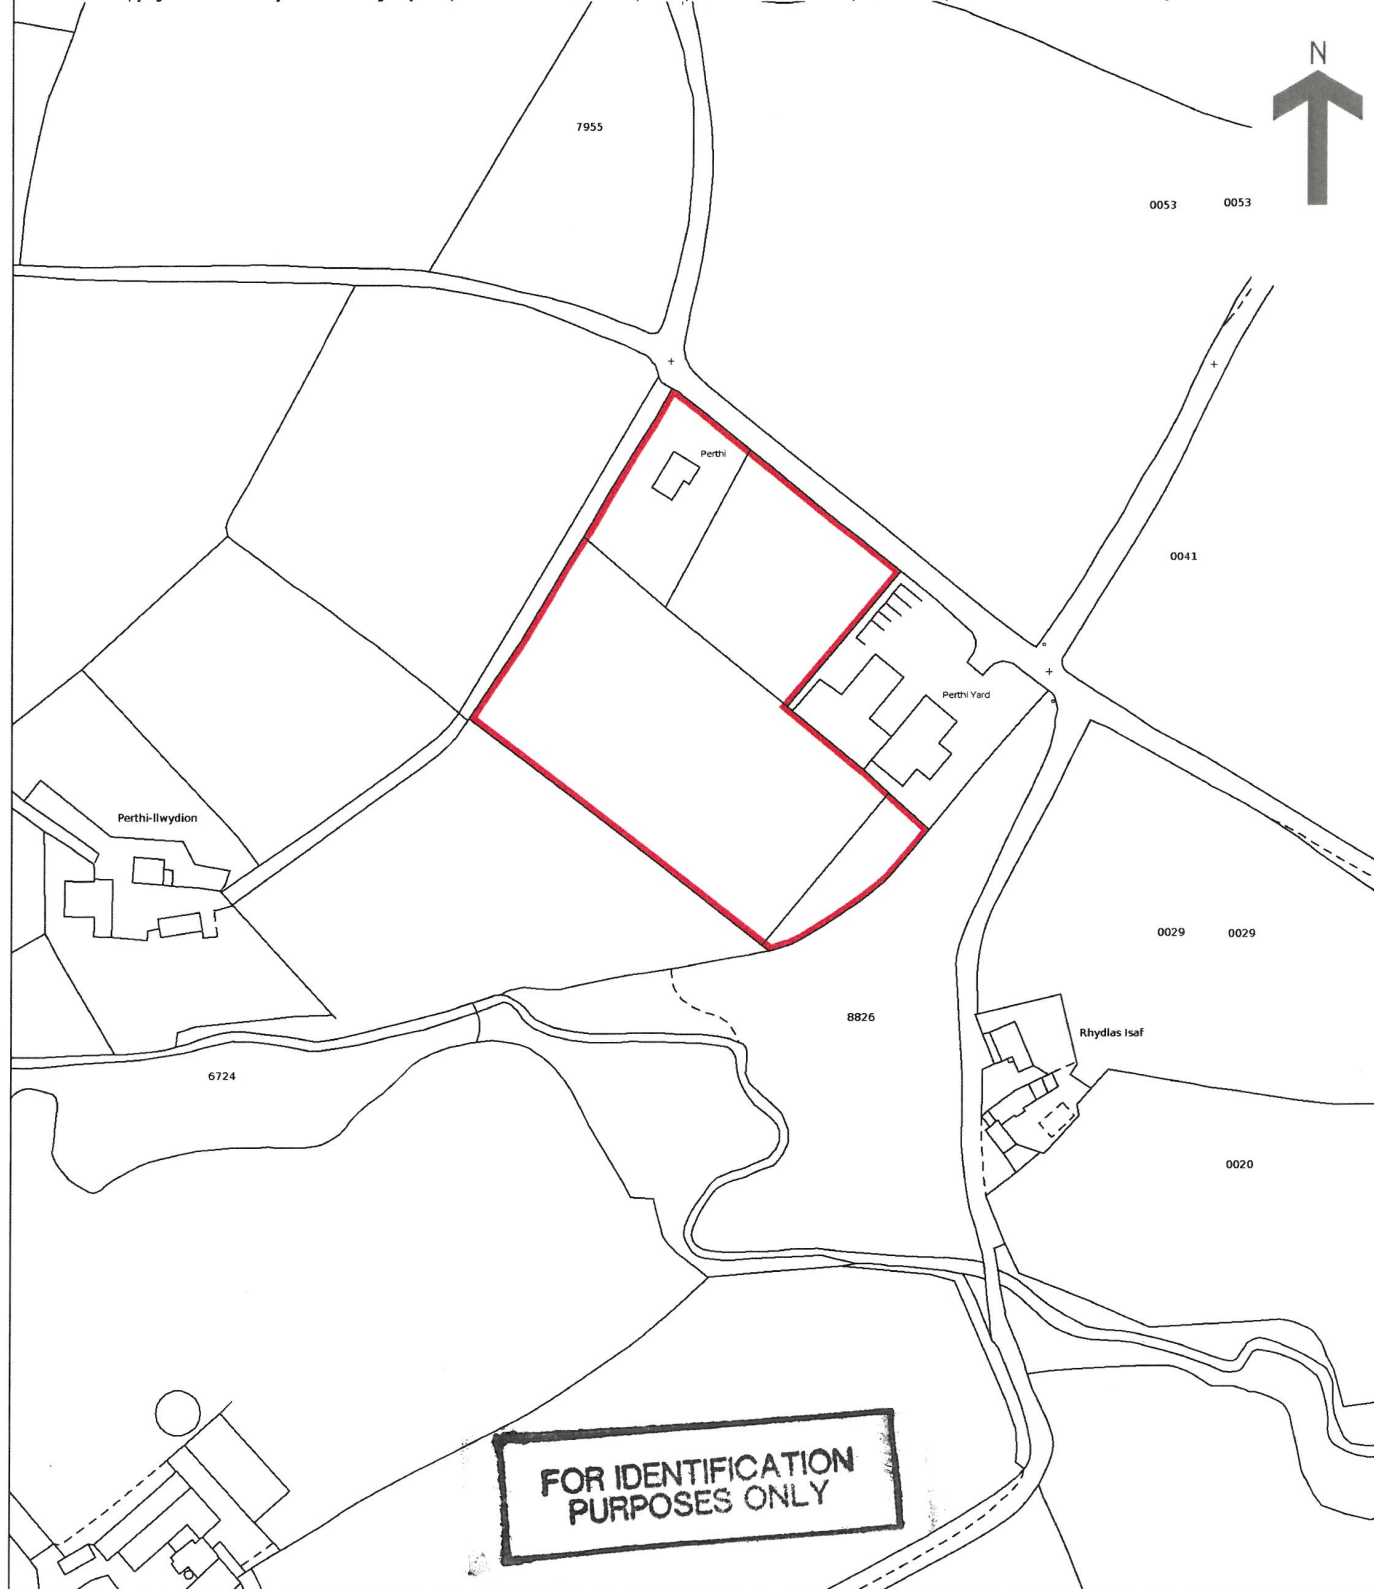 N
7955
0053 0053
Perthi
0041
Perthi Yard
Perthi-llwydion
0029 0029
8826
Rhydlas Isaf
6724
0020
FOR IDENTIFICATION
PURPOSES ONLY